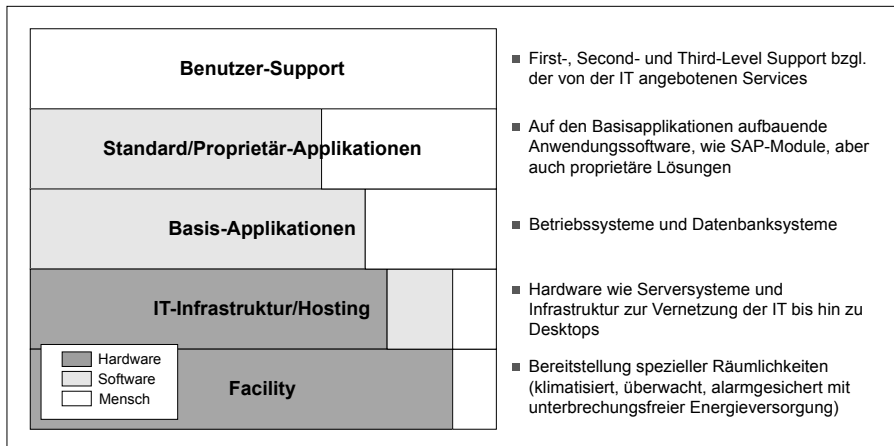 Benutzer-Support
First-, Second- und Third-Level Support bzgl.
der von der IT angebotenen Services
Standard/Proprietär-Applikationen
Auf den Basisapplikationen aufbauende
Anwendungssoftware, wie SAP-Module, aber
auch proprietäre Lösungen
Basis-Applikationen
Betriebssysteme und Datenbanksysteme
IT-Infrastruktur/Hosting
Hardware wie Serversysteme und
Infrastruktur zur Vernetzung der IT bis hin zu
Desktops
Facility
Bereitstellung spezieller Räumlichkeiten
(klimatisiert, überwacht, alarmgesichert mit
unterbrechungsfreier Energieversorgung)
Hardware
Software
Mensch